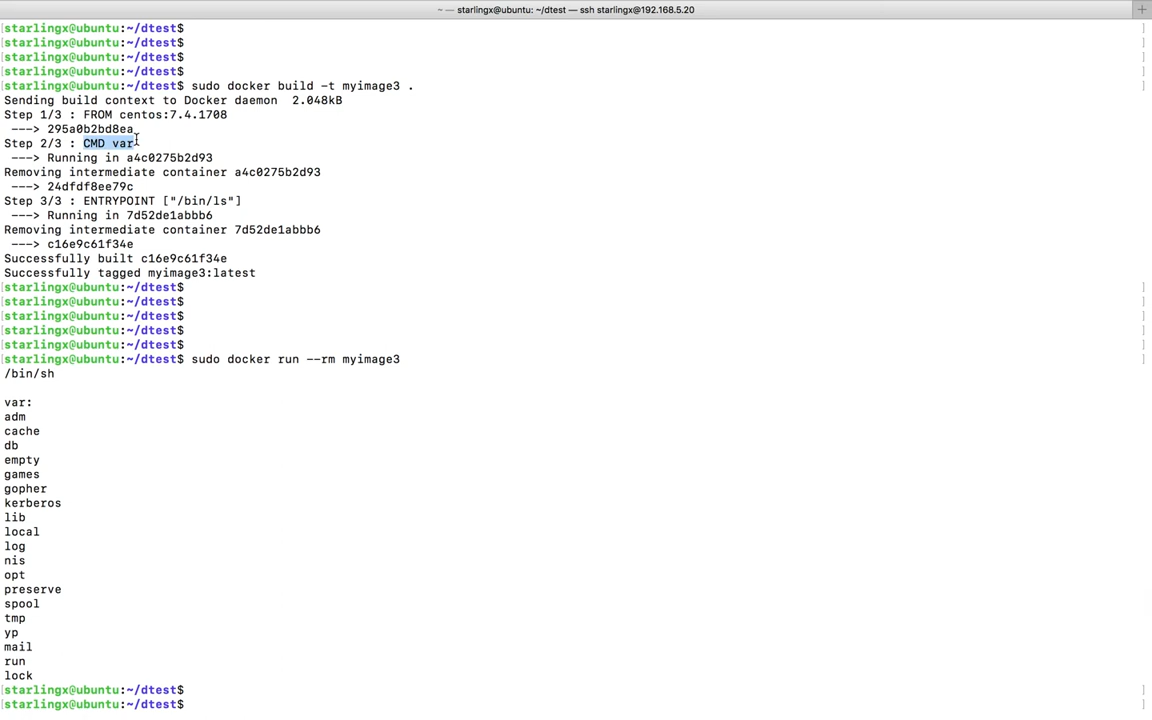 ~ — starlingx@ubuntu: ~/dtest — ssh starlingx@192.168.5.20
[starlingx@ubuntu:~/dtest$ ]
[starlingx@ubuntu:~/dtest$ ]
[starlingx@ubuntu:~/dtest$ ]
[starlingx@ubuntu:~/dtest$ ]
[starlingx@ubuntu:~/dtest$ sudo docker build -t myimage3 . ]
Sending build context to Docker daemon  2.048kB
Step 1/3 : FROM centos:7.4.1708
 ---> 295a0b2bd8ea
Step 2/3 : CMD var
 ---> Running in a4c0275b2d93
Removing intermediate container a4c0275b2d93
 ---> 24dfdf8ee79c
Step 3/3 : ENTRYPOINT ["/bin/ls"]
 ---> Running in 7d52de1abbb6
Removing intermediate container 7d52de1abbb6
 ---> c16e9c61f34e
Successfully built c16e9c61f34e
Successfully tagged myimage3:latest
[starlingx@ubuntu:~/dtest$ ]
[starlingx@ubuntu:~/dtest$ ]
[starlingx@ubuntu:~/dtest$ ]
[starlingx@ubuntu:~/dtest$ ]
[starlingx@ubuntu:~/dtest$ ]
[starlingx@ubuntu:~/dtest$ sudo docker run --rm myimage3 ]
/bin/sh
var:
adm
cache
db
empty
games
gopher
kerberos
lib
local
log
nis
opt
preserve
spool
tmp
yp
mail
run
lock
[starlingx@ubuntu:~/dtest$ ]
[starlingx@ubuntu:~/dtest$ ]